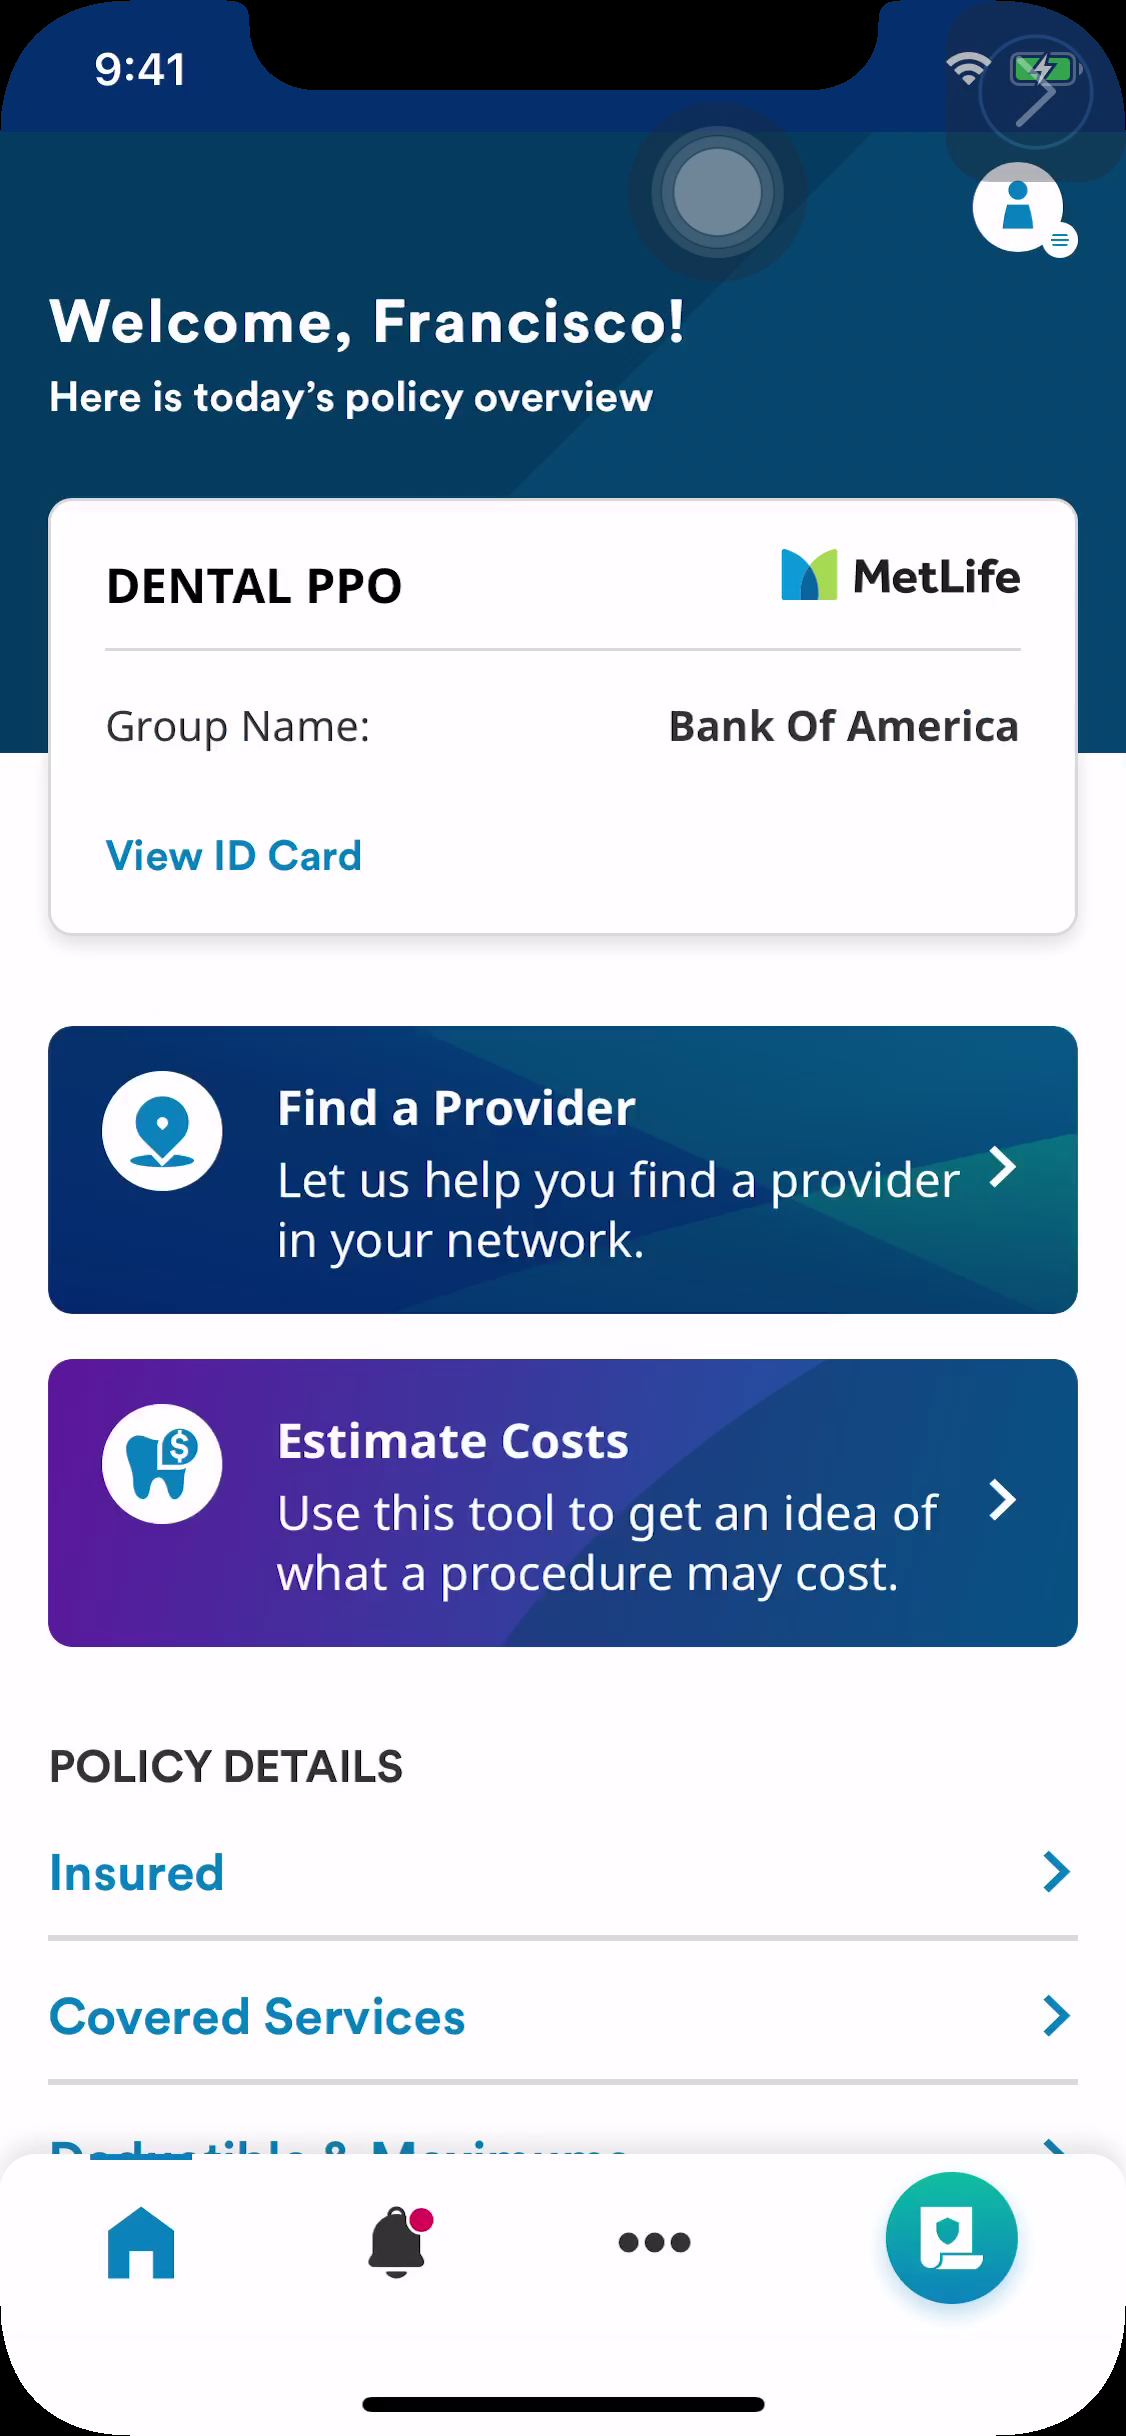 9:41
Welcome, Francisco!
Here is today's policy overview
DENTAL PPO
MetLife
Group Name:
Bank Of America
View ID Card
Find a Provider
Let us help you find a provider
in your network.
Estimate Costs
$
Use this tool to get an idea of
what a procedure may cost.
POLICY DETAILS
Insured
Covered Services
Deductible & Maximums